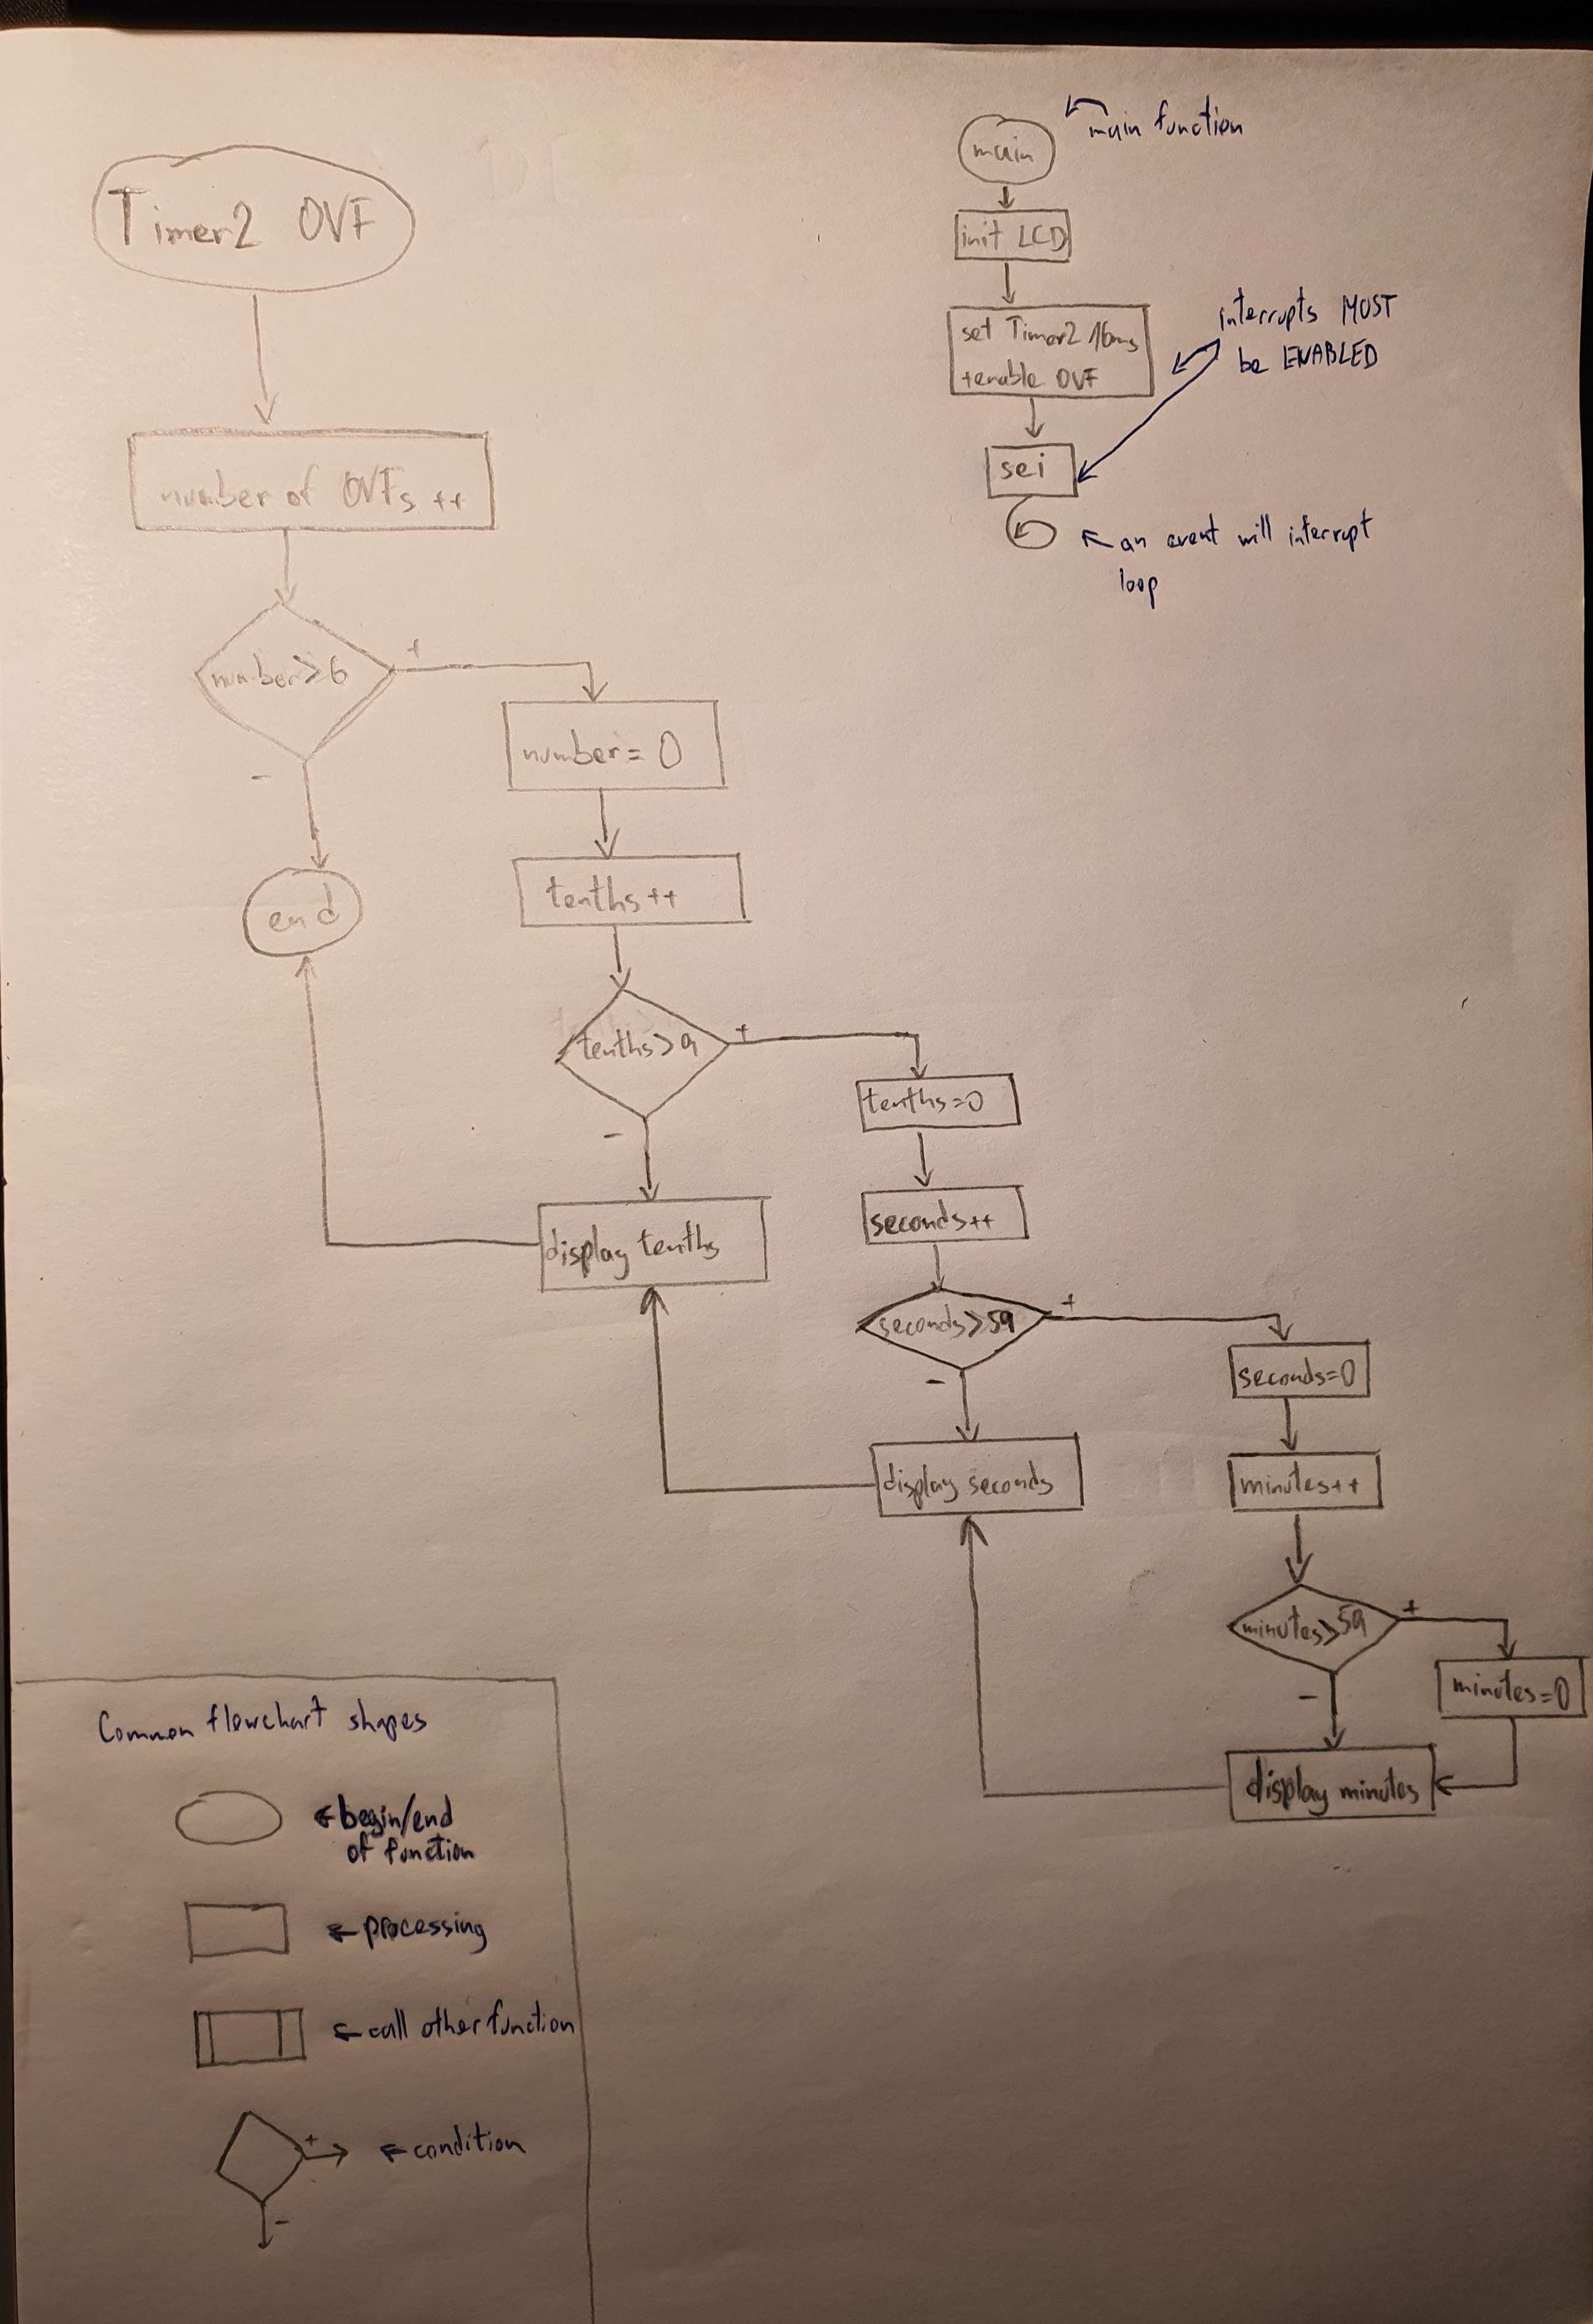 main function
main
init LCD
set Timer2 16ms
+enable OVF
interrupts MUST
be ENABLED
sei
an event will interrupt
loop
Timer2 OVF
number of OVFs ++
number>6
+
-
number=0
end
tenths++
tenths>9
+
-
tenths=0
display tenths
seconds++
seconds>59
+
-
seconds=0
display seconds
minutes++
minutes>59
+
-
minutes=0
display minutes
Common flowchart shapes
begin/end
of function
processing
call other function
+
condition
-